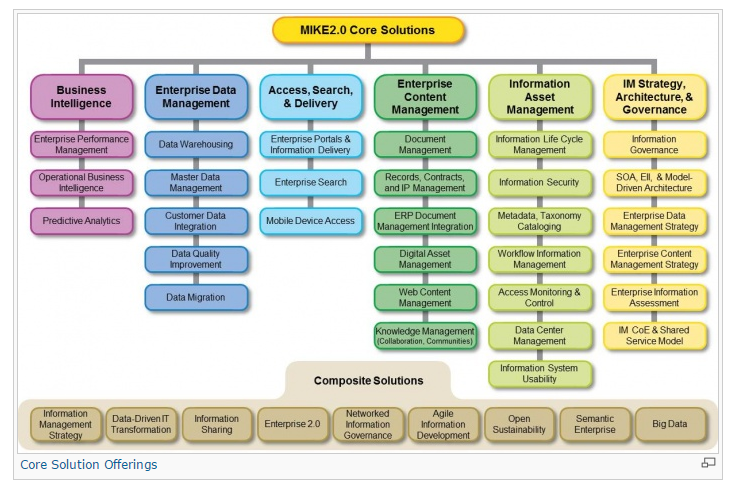 MIKE2.0 Core Solutions
Business
Intelligence
Enterprise Performance
Management
Operational Business
Intelligence
Predictive Analytics
Enterprise Data
Management
Data Warehousing
Master Data
Management
Customer Data
Integration
Data Quality
Improvement
Data Migration
Access, Search,
& Delivery
Enterprise Portals &
Information Delivery
Enterprise Search
Mobile Device Access
Enterprise
Content
Management
Document
Management
Records, Contracts,
and IP Management
ERP Document
Management Integration
Digital Asset
Management
Web Content
Management
Knowledge Management
(Collaboration, Communities)
Information
Asset
Management
Information Life Cycle
Management
Information Security
Metadata, Taxonomy
Cataloging
Workflow Information
Management
Access Monitoring &
Control
Data Center
Management
Information System
Usability
IM Strategy,
Architecture, &
Governance
Information
Governance
SOA, EII, & Model-
Driven Architecture
Enterprise Data
Management Strategy
Enterprise Content
Management Strategy
Enterprise Information
Assessment
IM CoE & Shared
Service Model
Composite Solutions
Information
Management
Strategy
Data-Driven IT
Transformation
Information
Sharing
Enterprise 2.0
Networked
Information
Governance
Agile
Information
Development
Open
Sustainability
Semantic
Enterprise
Big Data
Core Solution Offerings